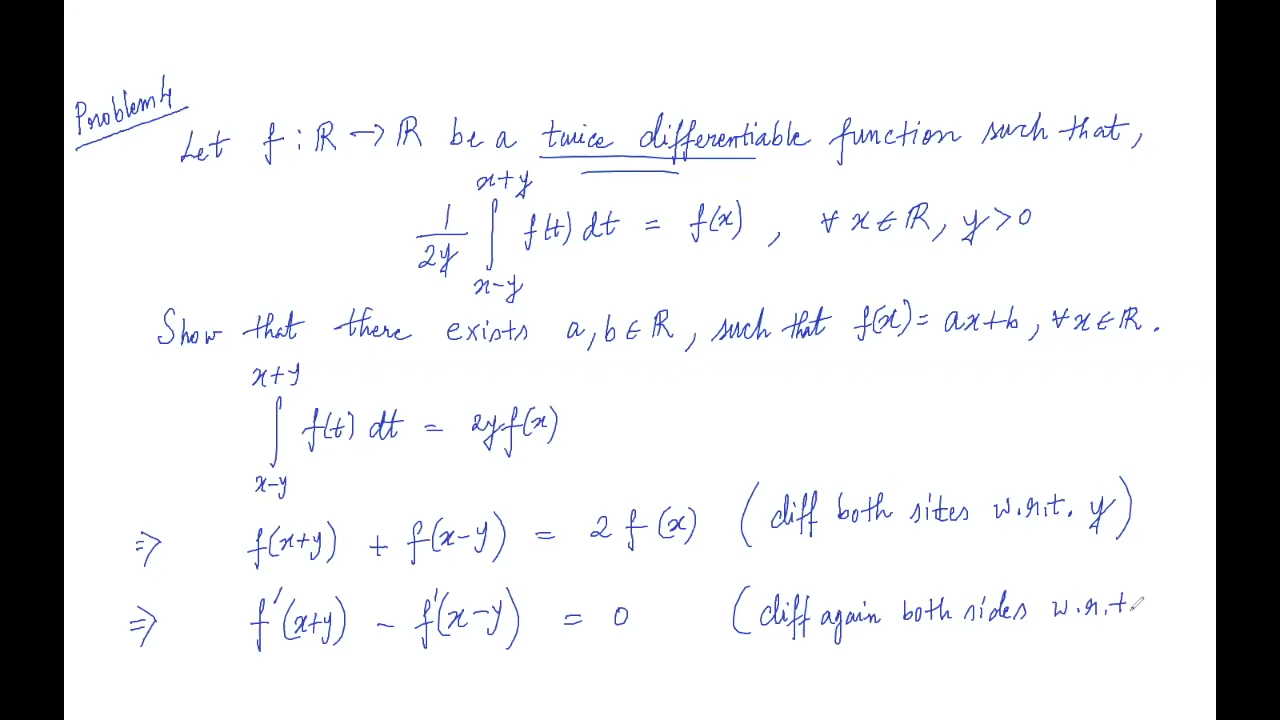 Problem 4
Let f : ℝ → ℝ be a twice differentiable function such that,
1/2y ∫_{x-y}^{x+y} f(t) dt = f(x) , ∀ x ∈ ℝ, y > 0
Show that there exists a, b ∈ ℝ, such that f(x) = ax+b, ∀ x ∈ ℝ.
∫_{x-y}^{x+y} f(t) dt = 2y f(x)
⇒ f(x+y) + f(x-y) = 2 f(x) (diff both sites w.r.t. y)
⇒ f'(x+y) - f'(x-y) = 0 (diff again both sides w.r.t.